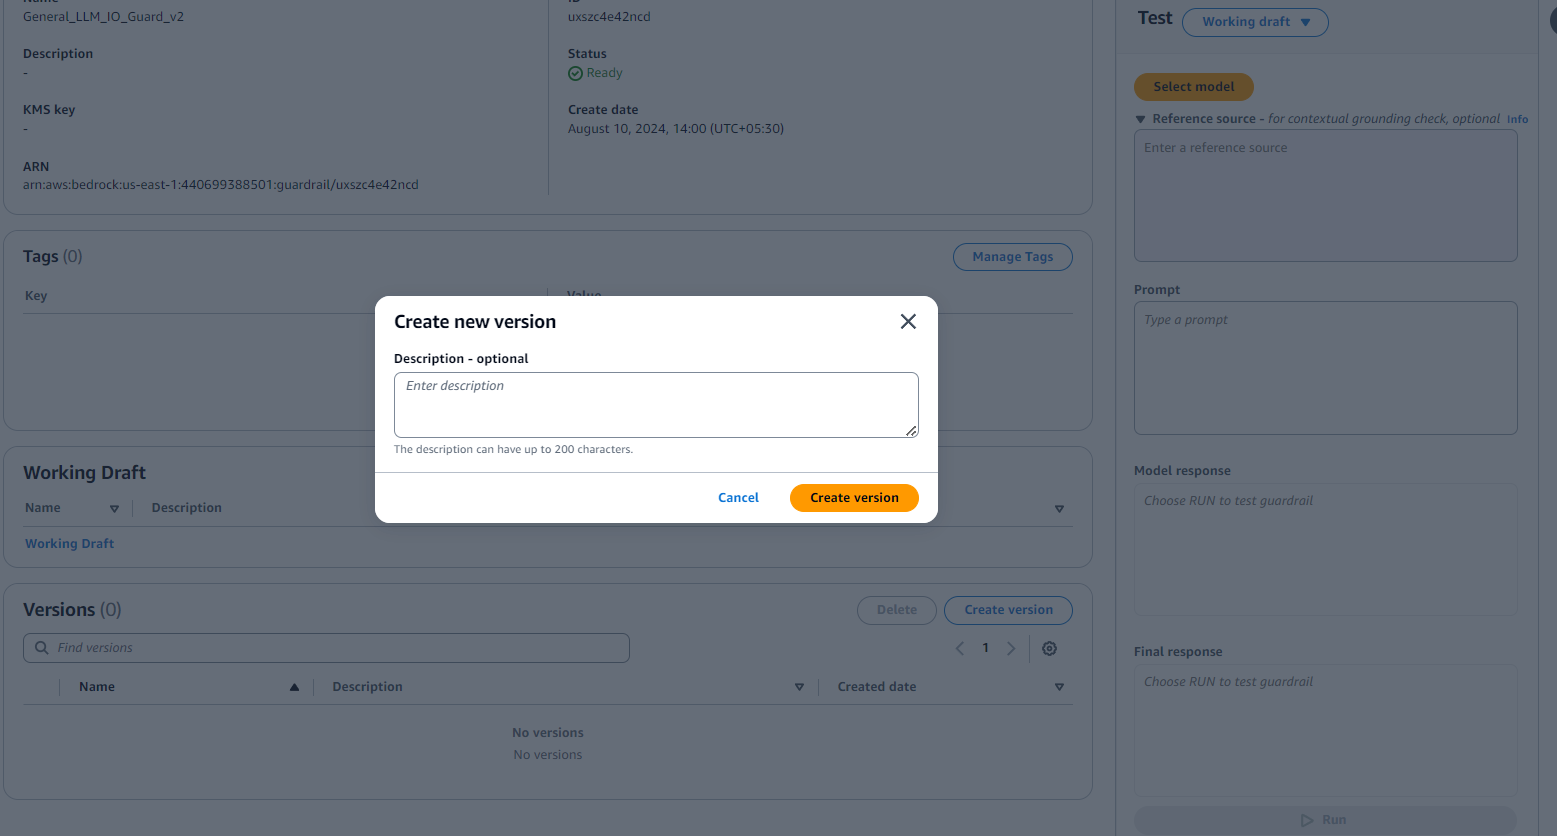 General_LLM_IO_Guard_v2
uxszc4e42ncd
Description
-
Status
Ready
KMS key
-
Create date
August 10, 2024, 14:00 (UTC+05:30)
ARN
arn:aws:bedrock:us-east-1:440699388501:guardrail/uxszc4e42ncd
Tags (0)
Manage Tags
Key
Value
Create new version
Description - optional
Enter description
The description can have up to 200 characters.
Cancel
Create version
Working Draft
Name
Description
Working Draft
Versions (0)
Delete
Create version
Find versions
1
Name
Description
Created date
No versions
No versions
Test
Working draft
Select model
Reference source - for contextual grounding check, optional Info
Enter a reference source
Prompt
Type a prompt
Model response
Choose RUN to test guardrail
Final response
Choose RUN to test guardrail
Run